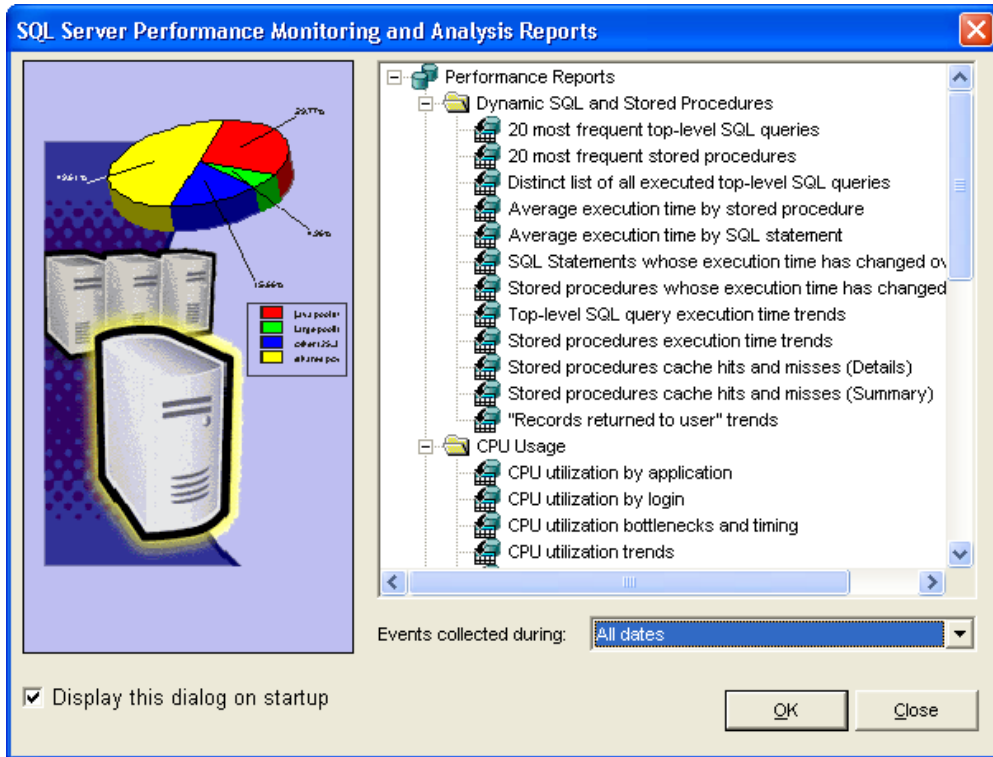 SQL Server Performance Monitoring and Analysis Reports
Performance Reports
Dynamic SQL and Stored Procedures
20 most frequent top-level SQL queries
20 most frequent stored procedures
Distinct list of all executed top-level SQL queries
Average execution time by stored procedure
Average execution time by SQL statement
SQL Statements whose execution time has changed ov
Stored procedures whose execution time has changed
Top-level SQL query execution time trends
Stored procedures execution time trends
Stored procedures cache hits and misses (Details)
Stored procedures cache hits and misses (Summary)
"Records returned to user" trends
CPU Usage
CPU utilization by application
CPU utilization by login
CPU utilization bottlenecks and timing
CPU utilization trends
Events collected during:
All dates
Display this dialog on startup
OK
Close